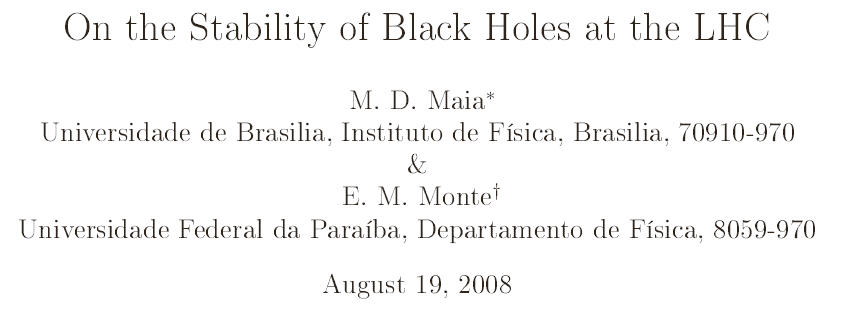 On the Stability of Black Holes at the LHC
M. D. Maia*
Universidade de Brasilia, Instituto de Física, Brasilia, 70910-970
&
E. M. Monte†
Universidade Federal da Paraíba, Departamento de Física, 8059-970
August 19, 2008